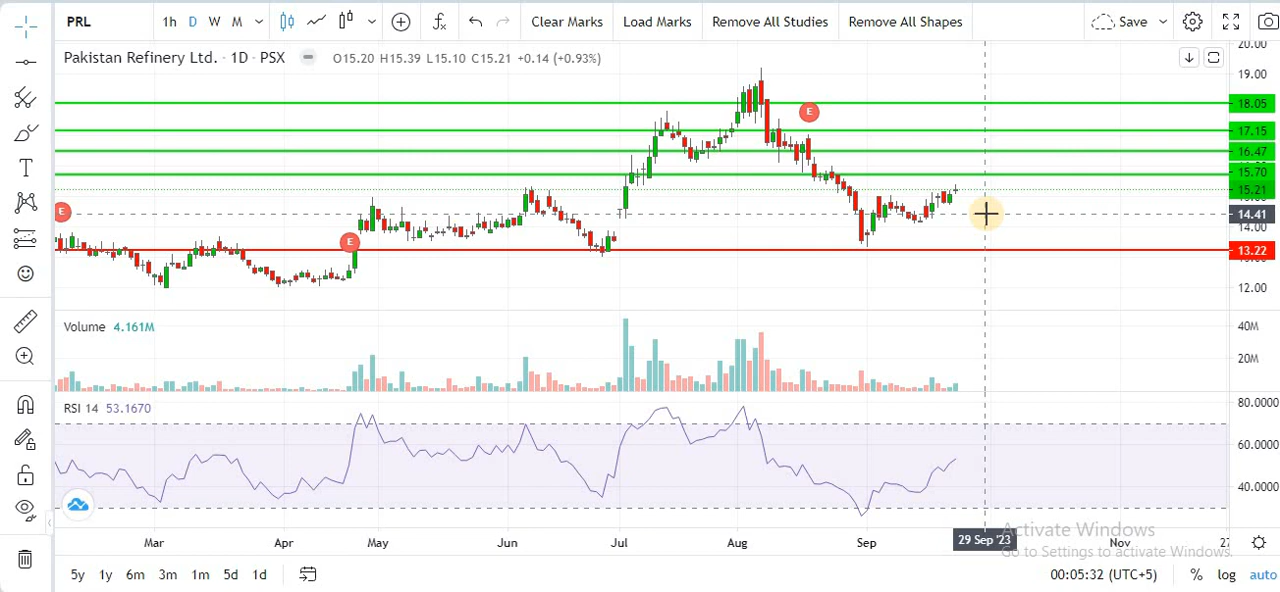 PRL 1h D W M Clear Marks Load Marks Remove All Studies Remove All Shapes Save
Pakistan Refinery Ltd. · 1D · PSX O15.20 H15.39 L15.10 C15.21 +0.14 (+0.93%)
20.00
19.00
18.05
E
17.15
16.47
15.70
15.21
E
14.41
14.00
E
13.22
12.00
Volume 4.161M
40M
20M
RSI 14 53.1670
80.0000
60.0000
40.0000
Activate Windows
Mar Apr May Jun Jul Aug Sep 29 Sep '23 Nov 27
Go to Settings to activate Windows.
5y 1y 6m 3m 1m 5d 1d 00:05:32 (UTC+5) % log auto